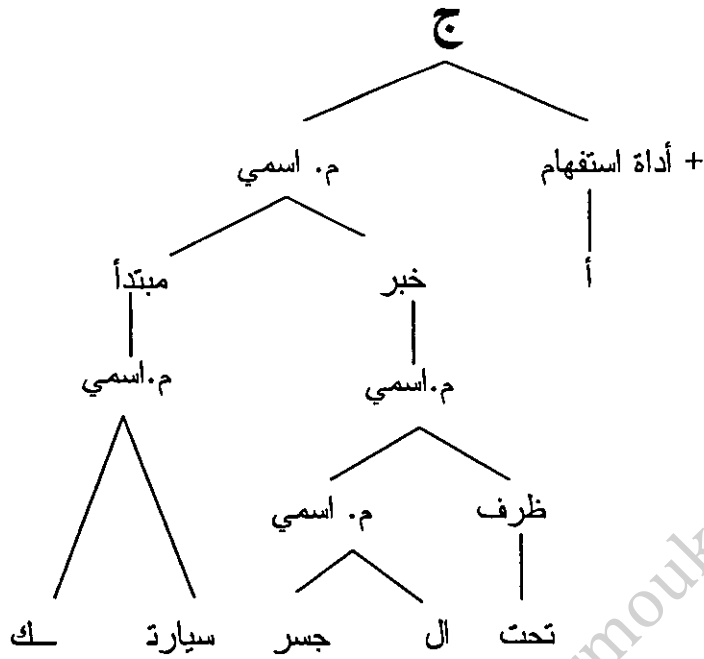 ج
+ أداة استفهام م. اسمي
أ خبر مبتدأ
م.اسمي م.اسمي
ظرف م. اسمي
تحت ال جسر سيارة ـك